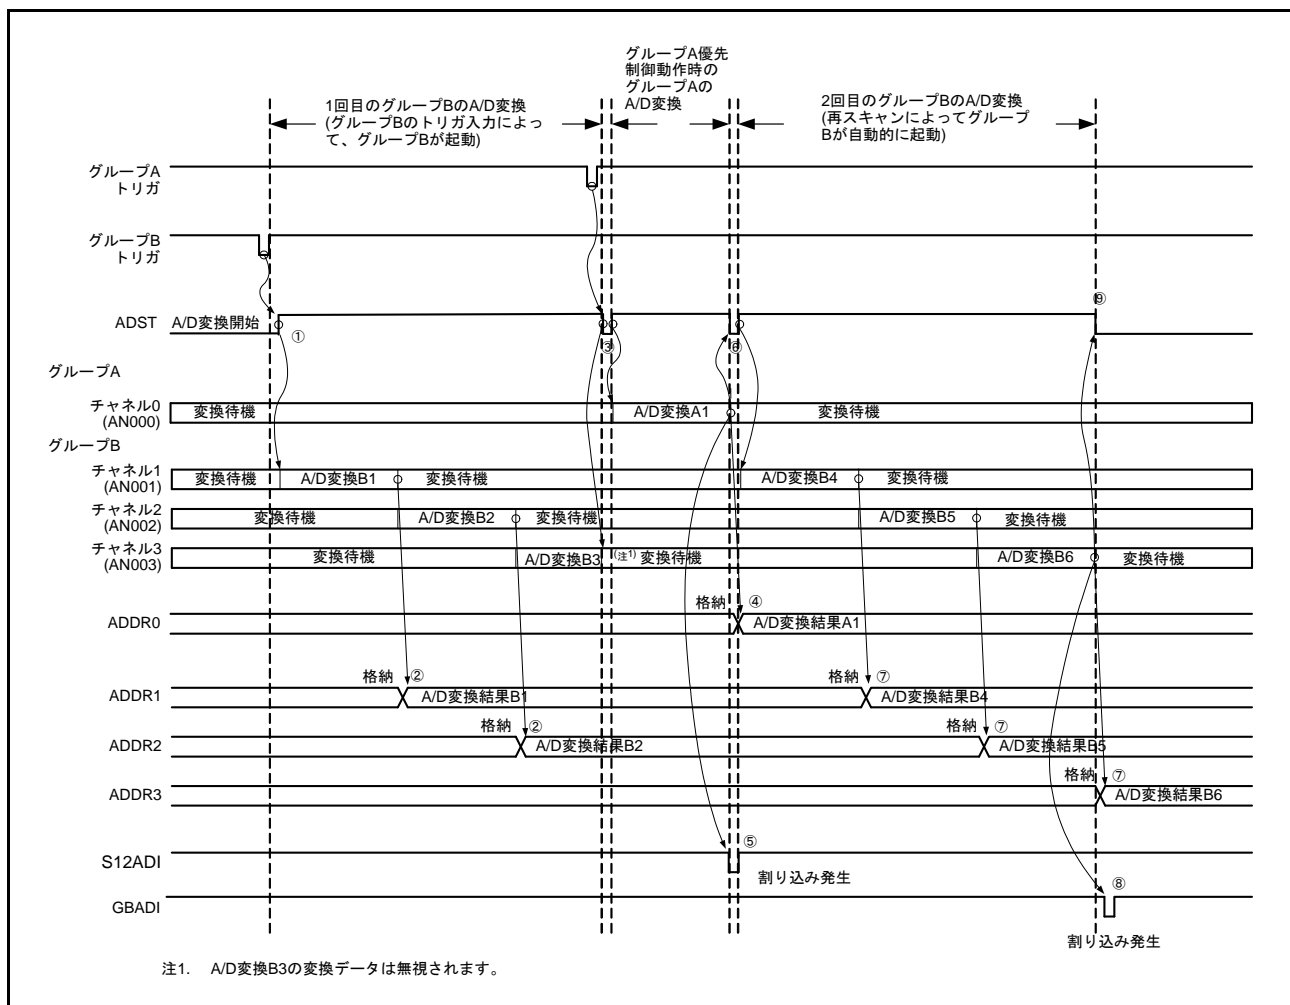 グループA優先
制御動作時の
グループAの
A/D変換
1回目のグループBのA/D変換
(グループBのトリガ入力によっ
て、グループBが起動)
2回目のグループBのA/D変換
(再スキャンによってグループ
Bが自動的に起動)
グループA
トリガ
グループB
トリガ
ADST
A/D変換開始
①
③
⑥
⑨
グループA
チャネル0
(AN000)
変換待機
A/D変換A1
変換待機
グループB
チャネル1
(AN001)
変換待機
A/D変換B1
変換待機
A/D変換B4
変換待機
チャネル2
(AN002)
変換待機
A/D変換B2
変換待機
A/D変換B5
変換待機
チャネル3
(AN003)
変換待機
A/D変換B3
(注1)
変換待機
A/D変換B6
変換待機
ADDR0
格納
④
A/D変換結果A1
ADDR1
格納
②
A/D変換結果B1
格納
⑦
A/D変換結果B4
ADDR2
格納
②
A/D変換結果B2
格納
⑦
A/D変換結果B5
ADDR3
格納
⑦
A/D変換結果B6
S12ADI
⑤
割り込み発生
GBADI
⑧
割り込み発生
注1. A/D変換B3の変換データは無視されます。